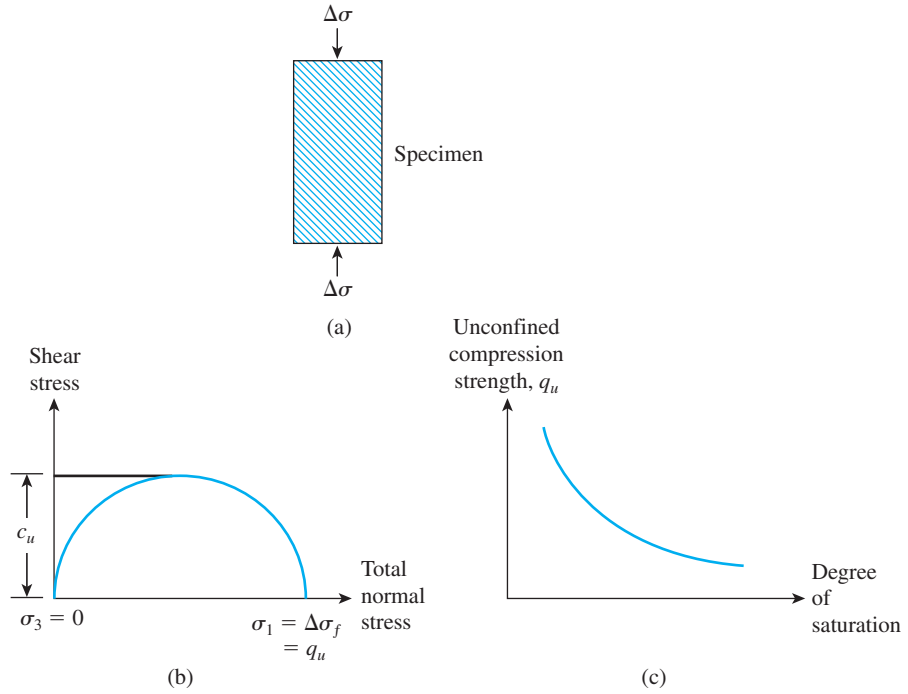 Δσ
Specimen
Δσ
(a)
Shear
stress
c_u
σ_3 = 0
σ_1 = Δσ_f
= q_u
Total
normal
stress
(b)
Unconfined
compression
strength, q_u
Degree
of
saturation
(c)